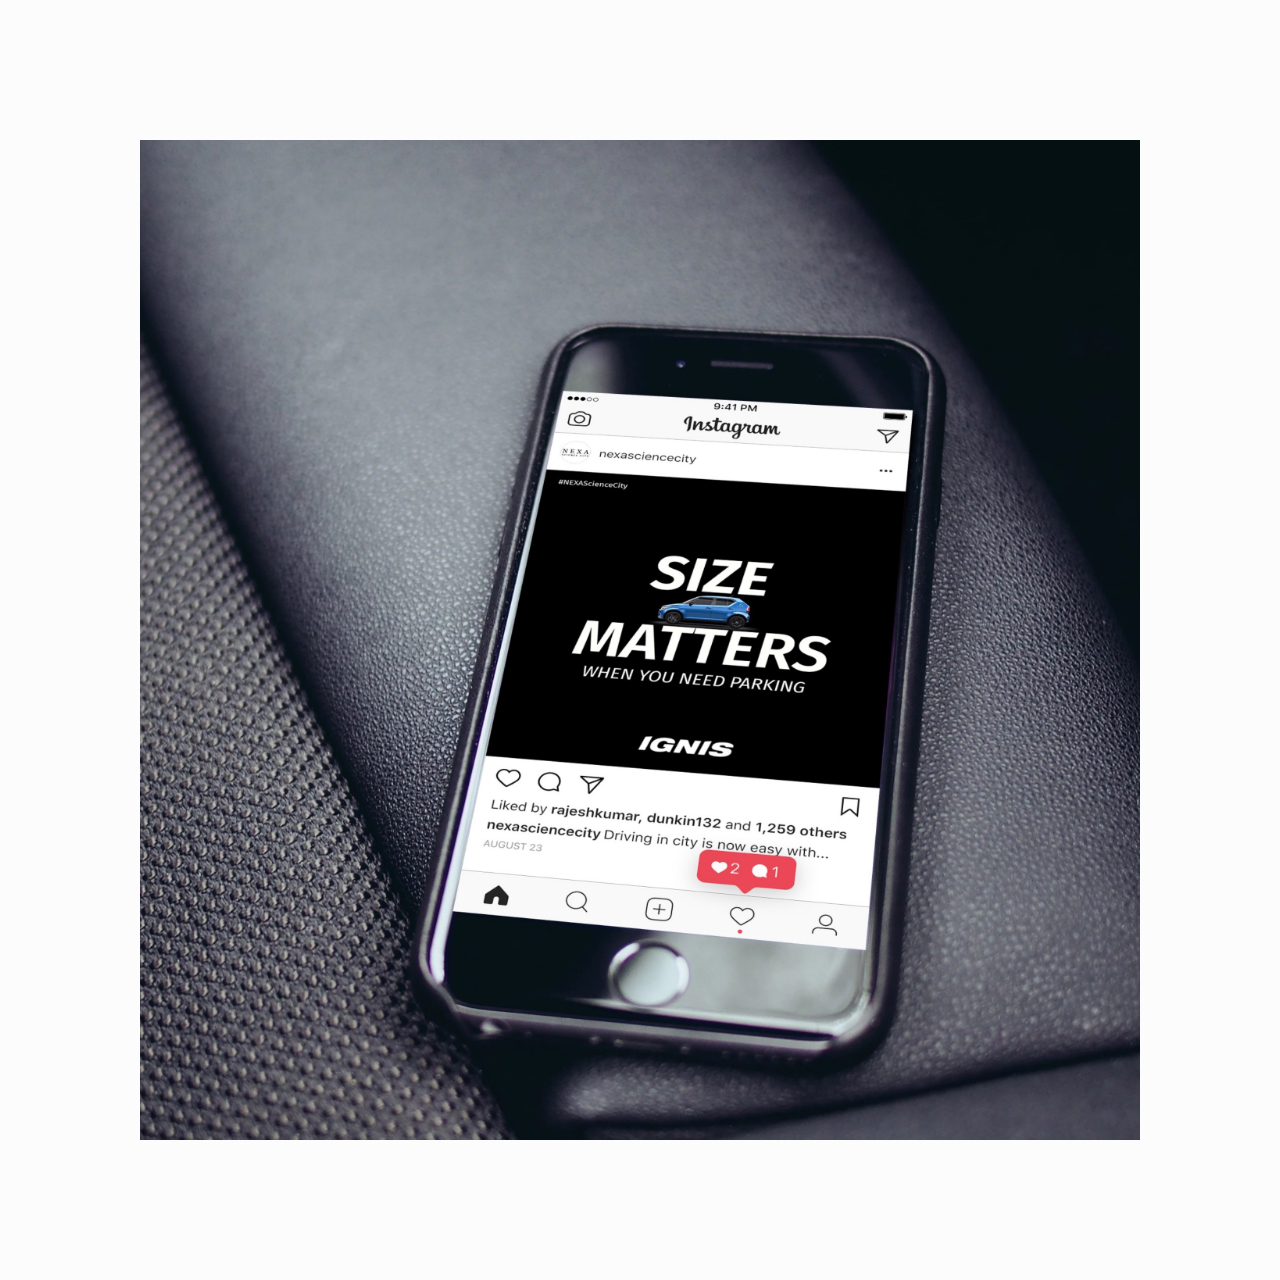 9:41 PM
Instagram
NEXA
nexasciencecity
#NEXAScienceCity
SIZE
MATTERS
WHEN YOU NEED PARKING
IGNIS
Liked by rajeshkumar, dunkin132 and 1,259 others
nexasciencecity Driving in city is now easy with...
AUGUST 23
2 1